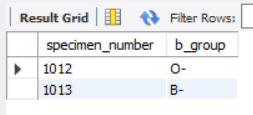 Result Grid Filter Rows:
specimen_number b_group
1012 O-
1013 B-